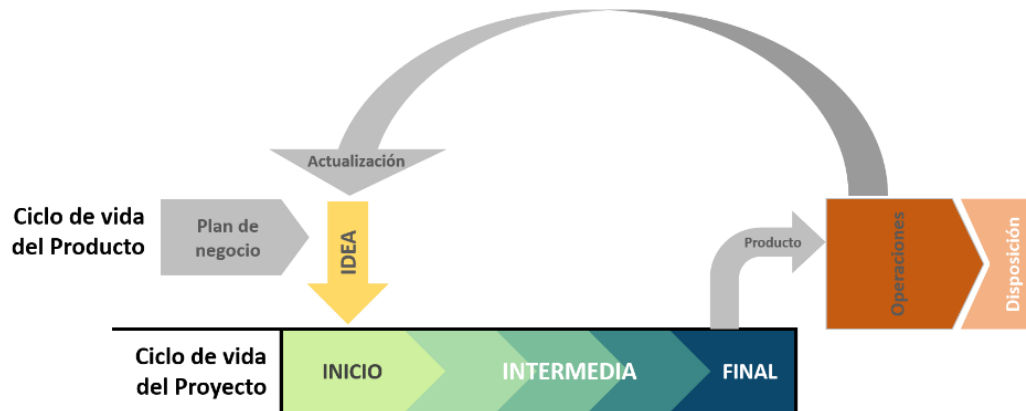 Actualización
Ciclo de vida
del Producto
Plan de
negocio
IDEA
Producto
Operaciones
Disposición
Ciclo de vida
del Proyecto
INICIO
INTERMEDIA
FINAL